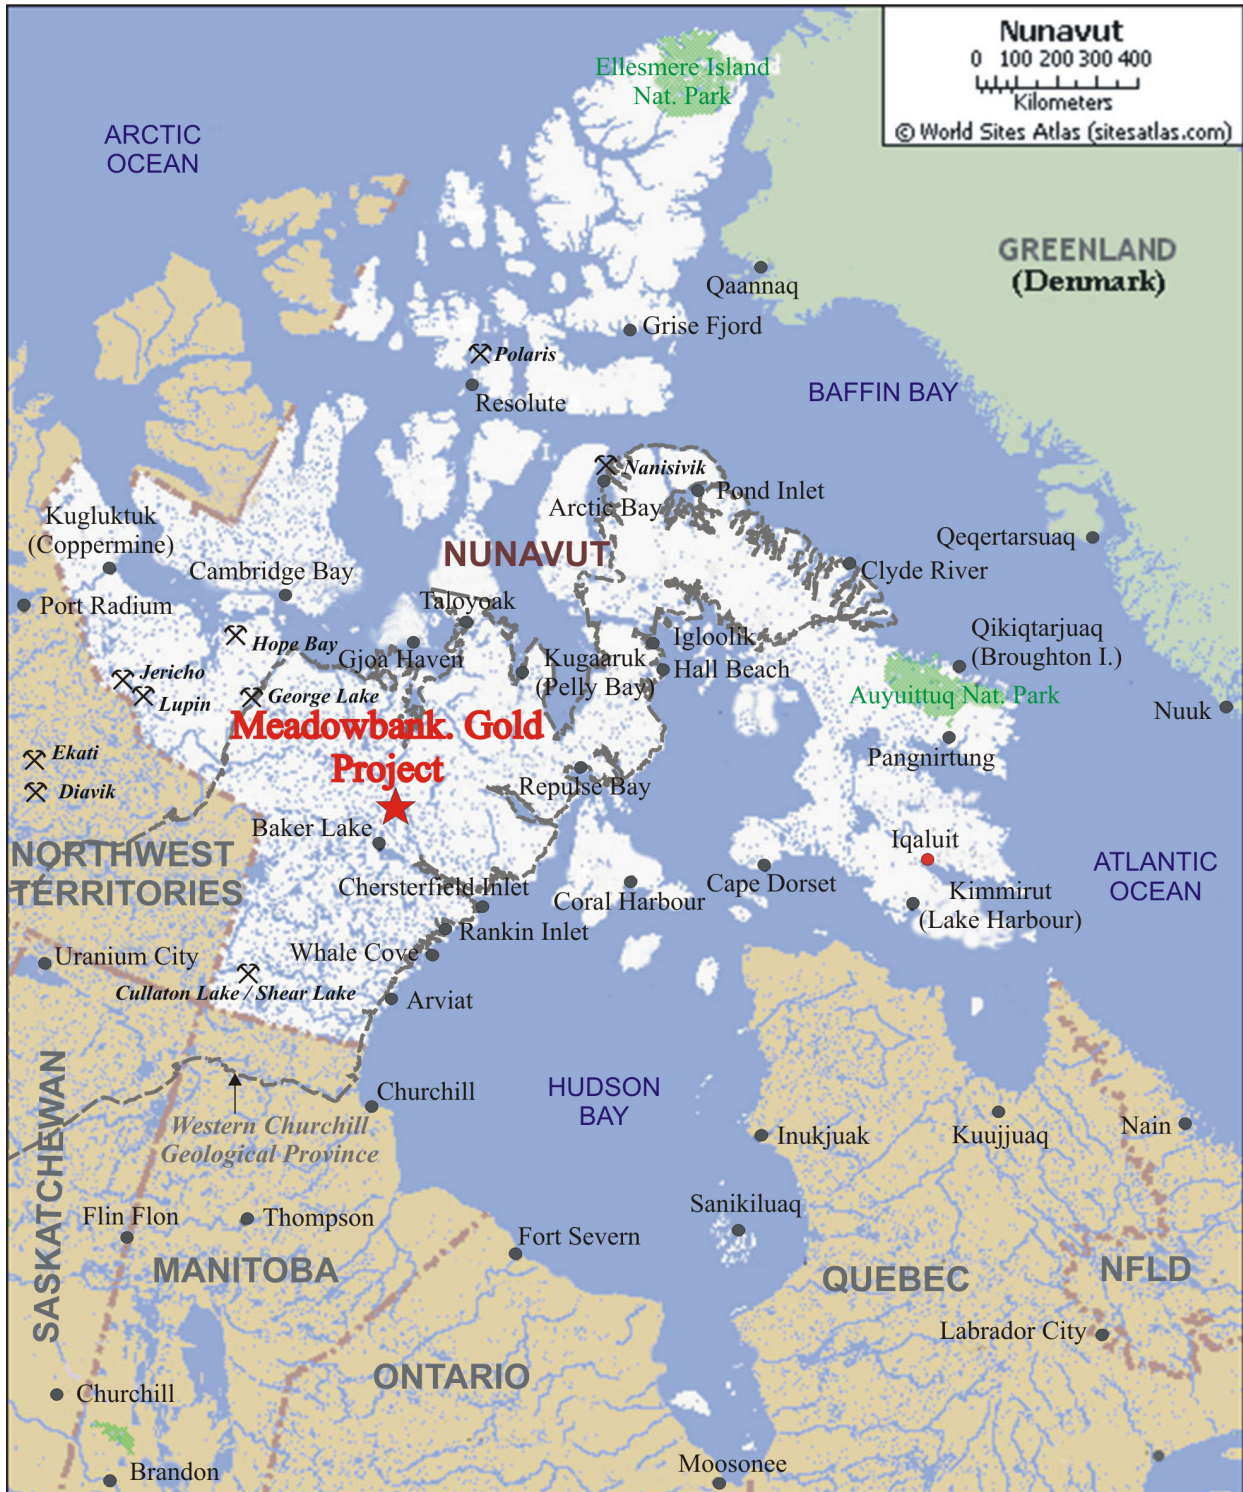 Nunavut
0 100 200 300 400
Kilometers
© World Sites Atlas (sitesatlas.com)
Ellesmere Island
Nat. Park
ARCTIC
OCEAN
GREENLAND
(Denmark)
Qaannaq
Grise Fjord
Polaris
Resolute
BAFFIN BAY
Nanisivik
Arctic Bay
Pond Inlet
Kugluktuk
(Coppermine)
NUNAVUT
Qeqertarsuaq
Cambridge Bay
Clyde River
Port Radium
Taloyoak
Hope Bay
Gjoa Haven
Igloolik
Qikiqtarjuaq
(Broughton I.)
Kugaaruk
(Pelly Bay)
Hall Beach
Jericho
Lupin
George Lake
Auyuittuq Nat. Park
Nuuk
Meadowbank. Gold
Project
Pangnirtung
Ekati
Diavik
Repulse Bay
Baker Lake
Iqaluit
NORTHWEST
TERRITORIES
ATLANTIC
OCEAN
Chersterfield Inlet
Coral Harbour
Cape Dorset
Kimmirut
(Lake Harbour)
Rankin Inlet
Whale Cove
Uranium City
Cullaton Lake / Shear Lake
Arviat
SASKATCHEWAN
Churchill
HUDSON
BAY
Western Churchill
Geological Province
Inukjuak
Kuujjuaq
Nain
Sanikiluaq
Flin Flon
Thompson
Fort Severn
MANITOBA
QUEBEC
NFLD
Labrador City
ONTARIO
Churchill
Brandon
Moosonee